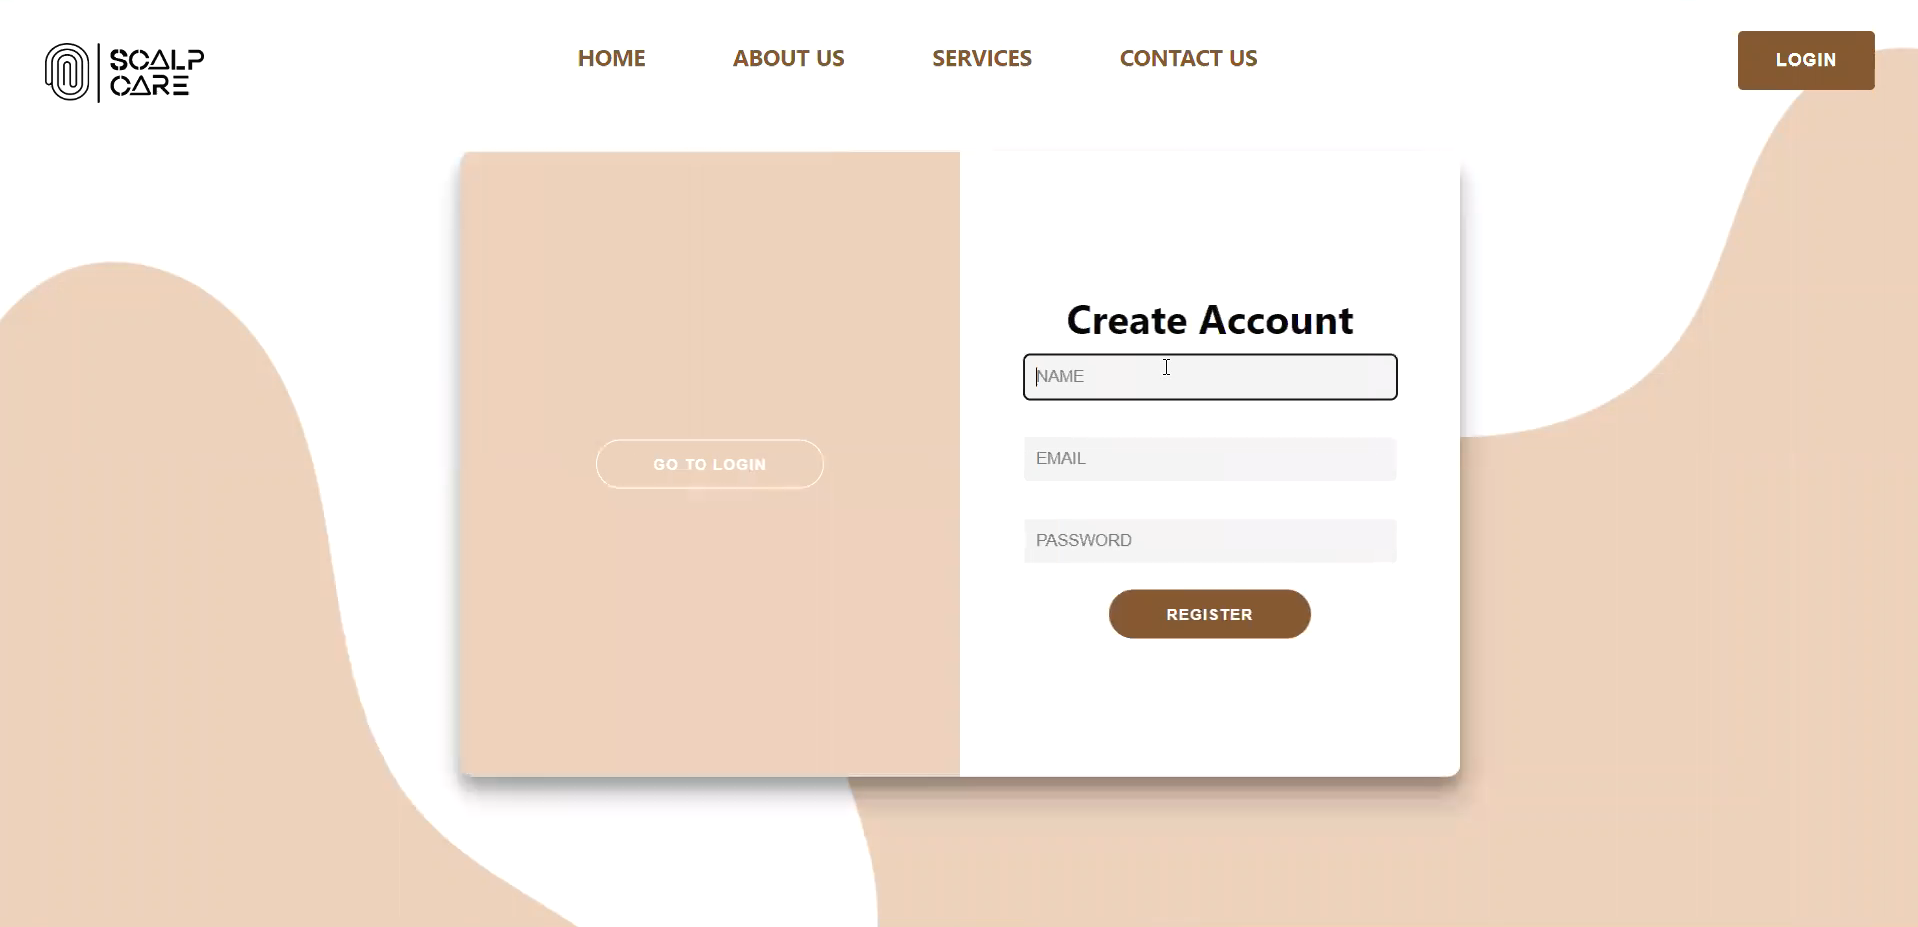 SCALP
CARE
HOME
ABOUT US
SERVICES
CONTACT US
LOGIN
GO TO LOGIN
Create Account
NAME
EMAIL
PASSWORD
REGISTER